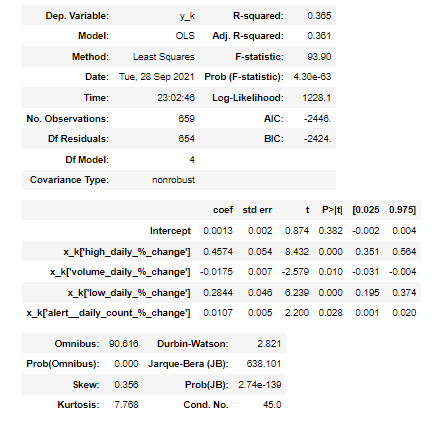 Dep. Variable: y_k R-squared: 0.365
Model: OLS Adj. R-squared: 0.361
Method: Least Squares F-statistic: 93.90
Date: Tue, 28 Sep 2021 Prob (F-statistic): 4.30e-63
Time: 23:02:46 Log-Likelihood: 1228.1
No. Observations: 659 AIC: -2446.
Df Residuals: 654 BIC: -2424.
Df Model: 4
Covariance Type: nonrobust
coef std err t P>|t| [0.025 0.975]
Intercept 0.0013 0.002 0.874 0.382 -0.002 0.004
x_k['high_daily_%_change'] 0.4574 0.054 8.432 0.000 0.351 0.564
x_k['volume_daily_%_change'] -0.0175 0.007 -2.579 0.010 -0.031 -0.004
x_k['low_daily_%_change'] 0.2844 0.046 6.239 0.000 0.195 0.374
x_k['alert__daily_count_%_change'] 0.0107 0.005 2.200 0.028 0.001 0.020
Omnibus: 90.616 Durbin-Watson: 2.821
Prob(Omnibus): 0.000 Jarque-Bera (JB): 638.101
Skew: 0.356 Prob(JB): 2.74e-139
Kurtosis: 7.768 Cond. No. 45.0